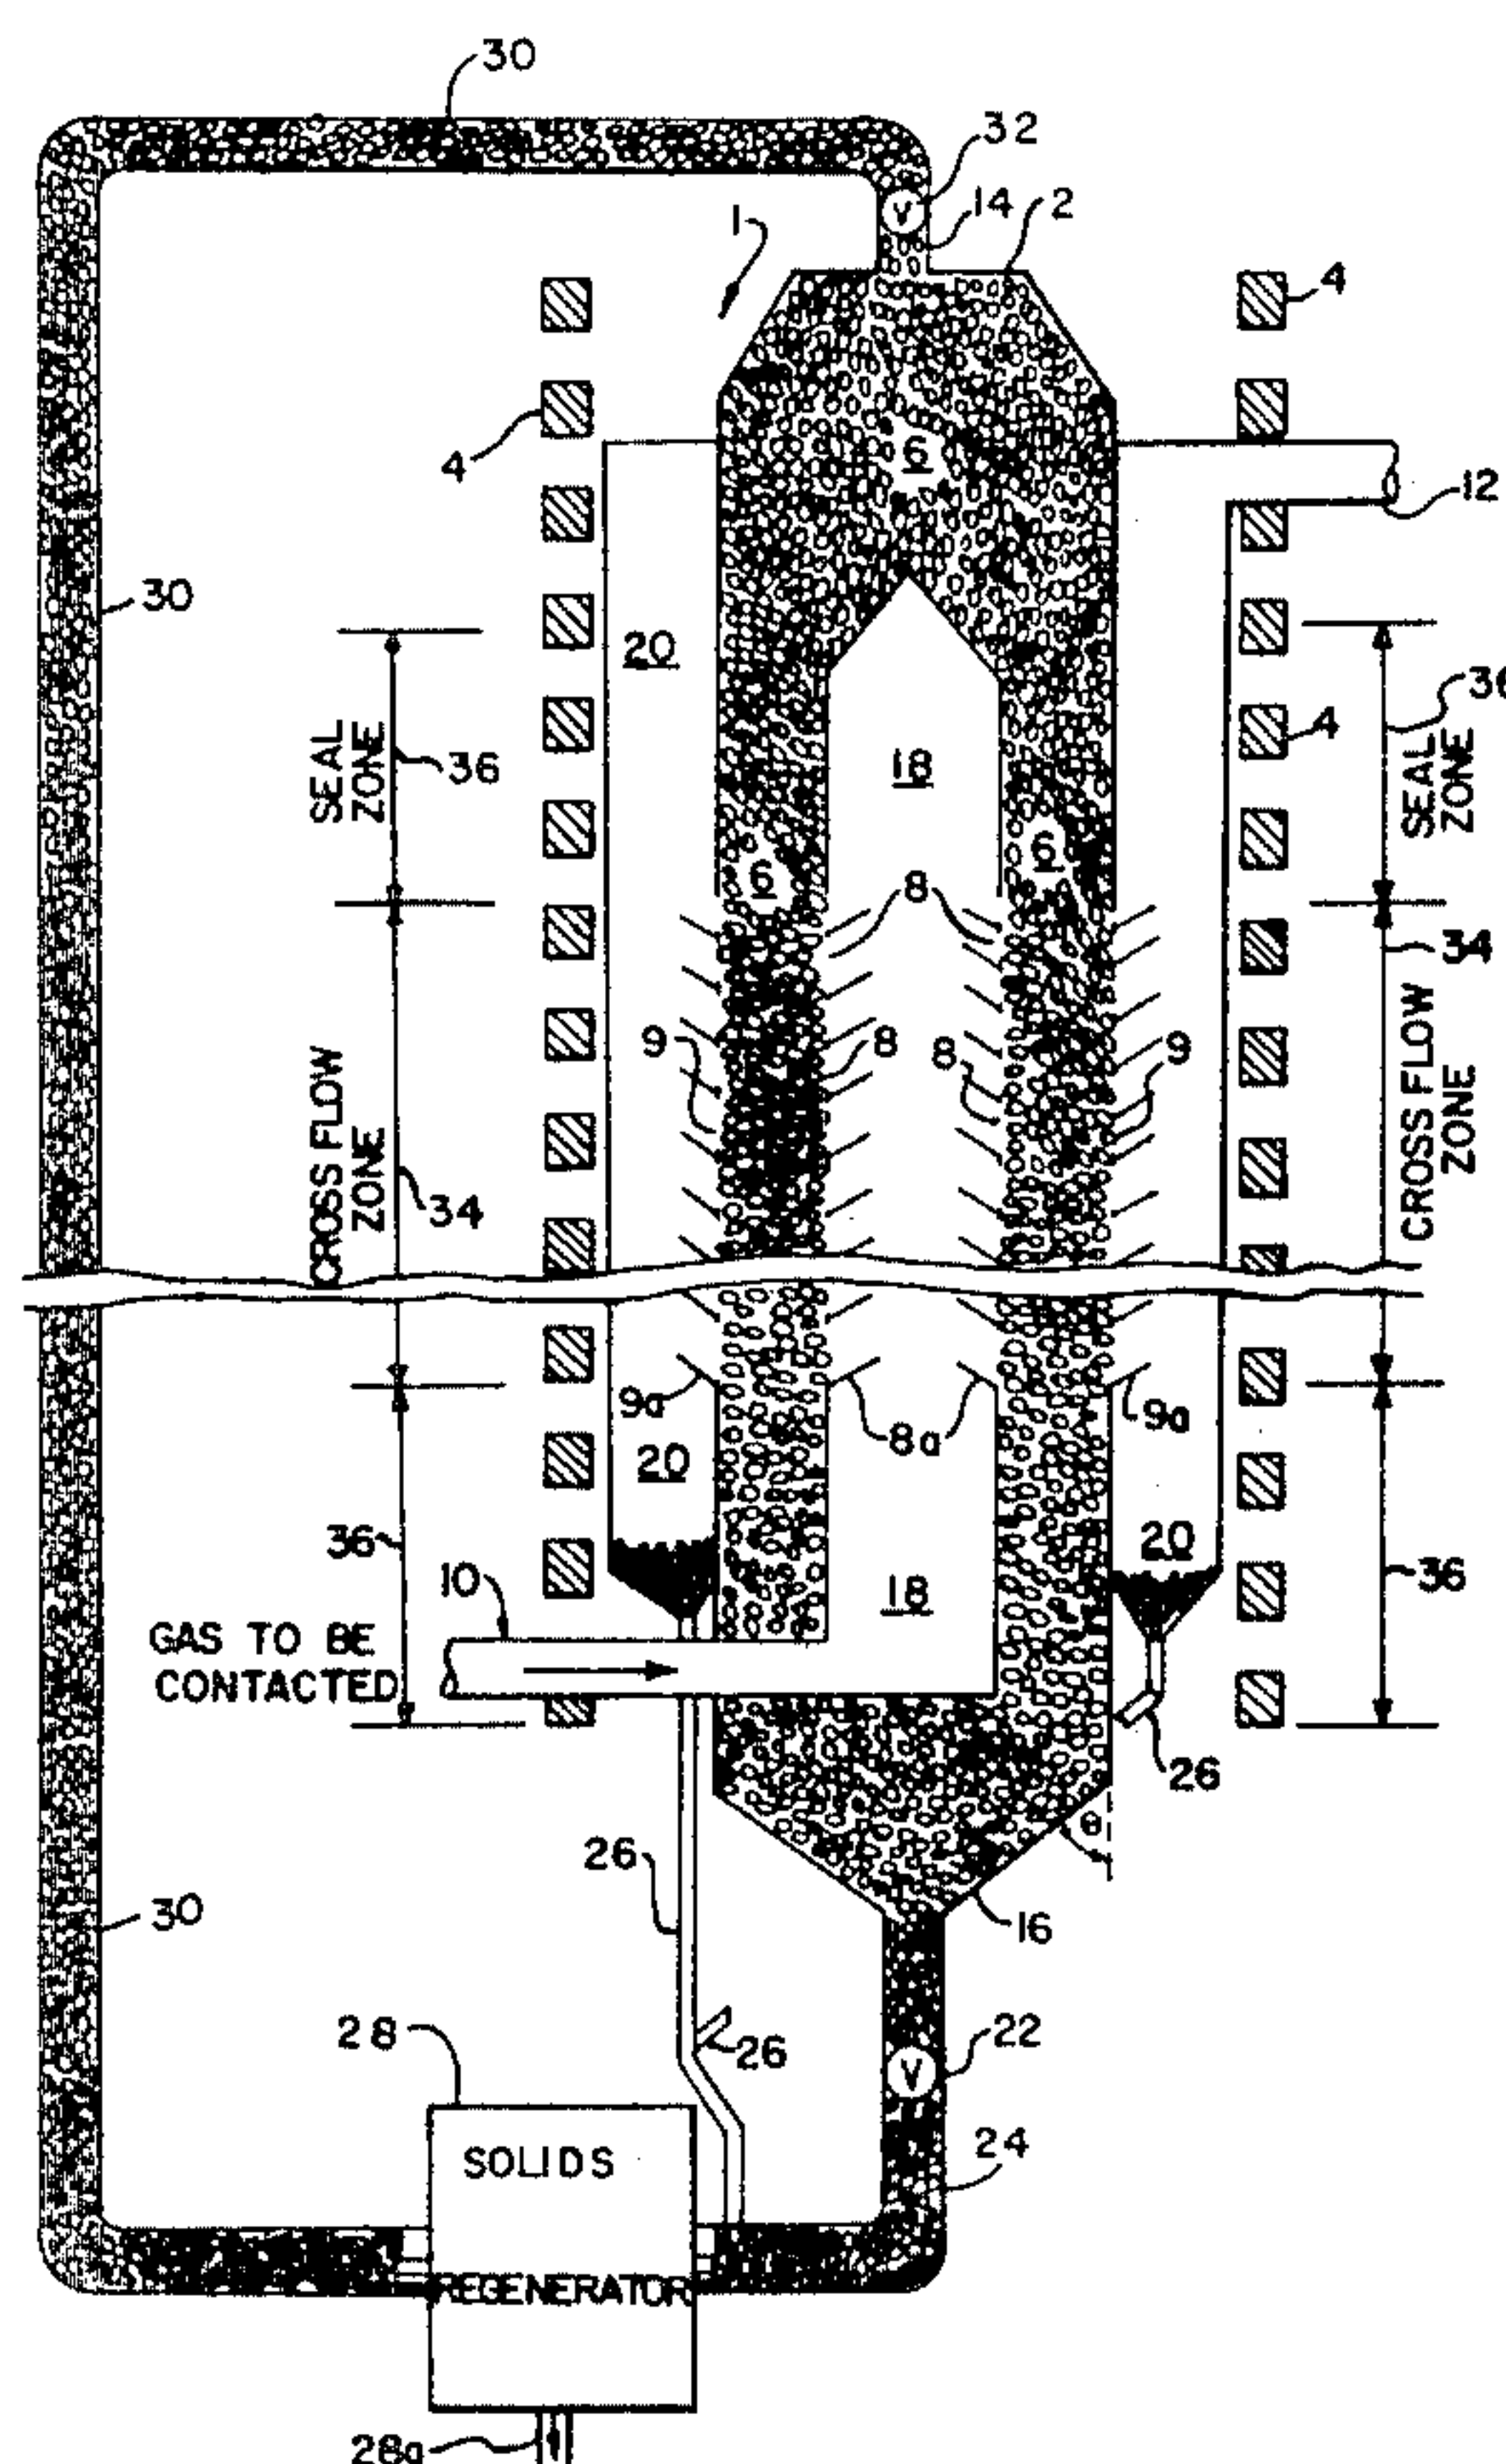 30
32
V
14
2
1
4
4
6
12
30
20
36
SEAL
ZONE
36
18
4
SEAL
ZONE
6
6
8
34
9
8
8
9
CROSS FLOW
ZONE
34
CROSS FLOW
ZONE
9a
8a
9a
20
20
36
10
18
36
GAS TO BE
CONTACTED
26
θ
26
16
30
28
26
22
V
SOLIDS
24
REGENERATOR
28a